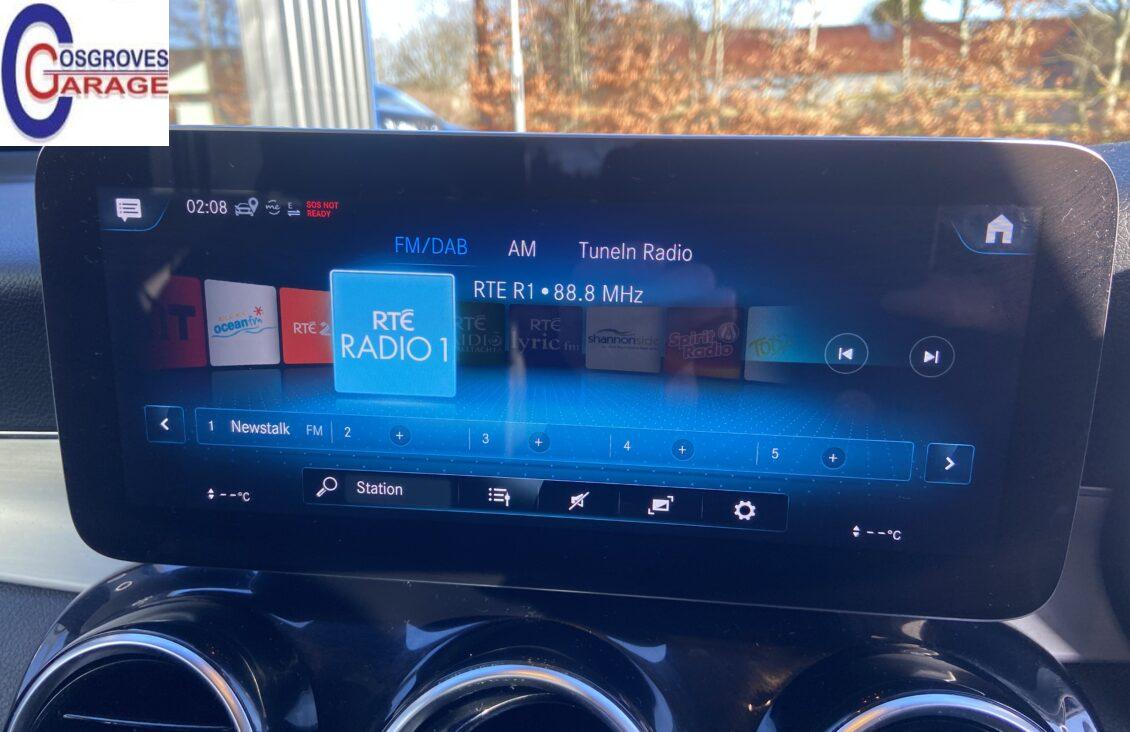 COSGROVES
GARAGE
02:08 me E SOS NOT
READY
FM/DAB AM TuneIn Radio
RTE R1 • 88.8 MHz
ocean fm
RTÉ 2
RTÉ
RADIO 1
RTÉ
RTÉ
lyric fm
shannonside
Spirit
Radio
1 Newstalk FM 2 + 3 + 4 + 5 +
Station
--°C
--°C